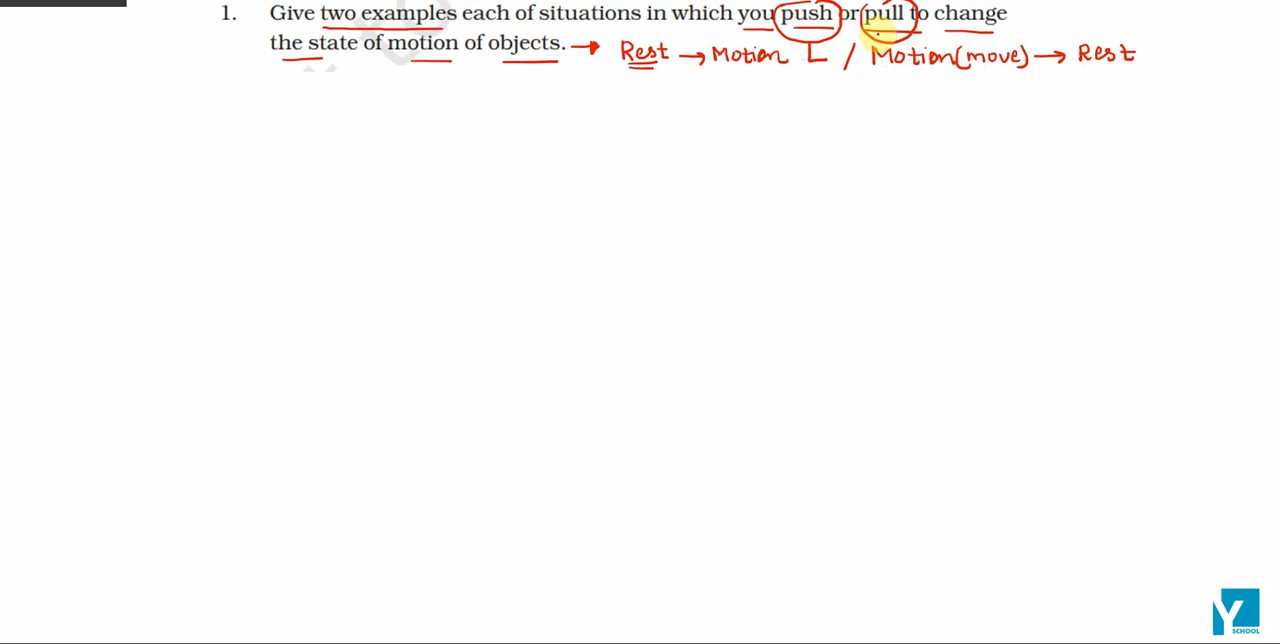 1. Give two examples each of situations in which you push or pull to change
the state of motion of objects. → Rest → Motion / Motion(move) → Rest
Y
SCHOOL